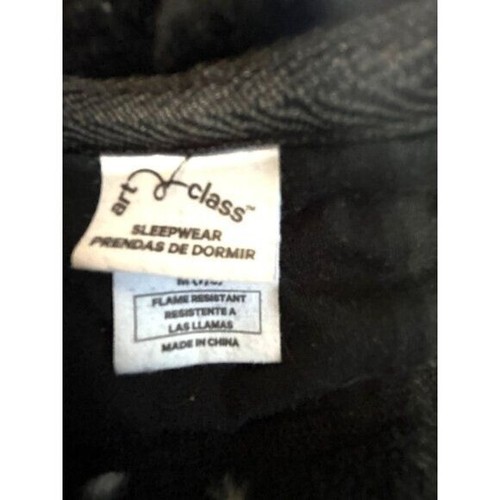 art class™
SLEEPWEAR
PRENDAS DE DORMIR
FLAME RESISTANT
RESISTENTE A
LAS LLAMAS
MADE IN CHINA